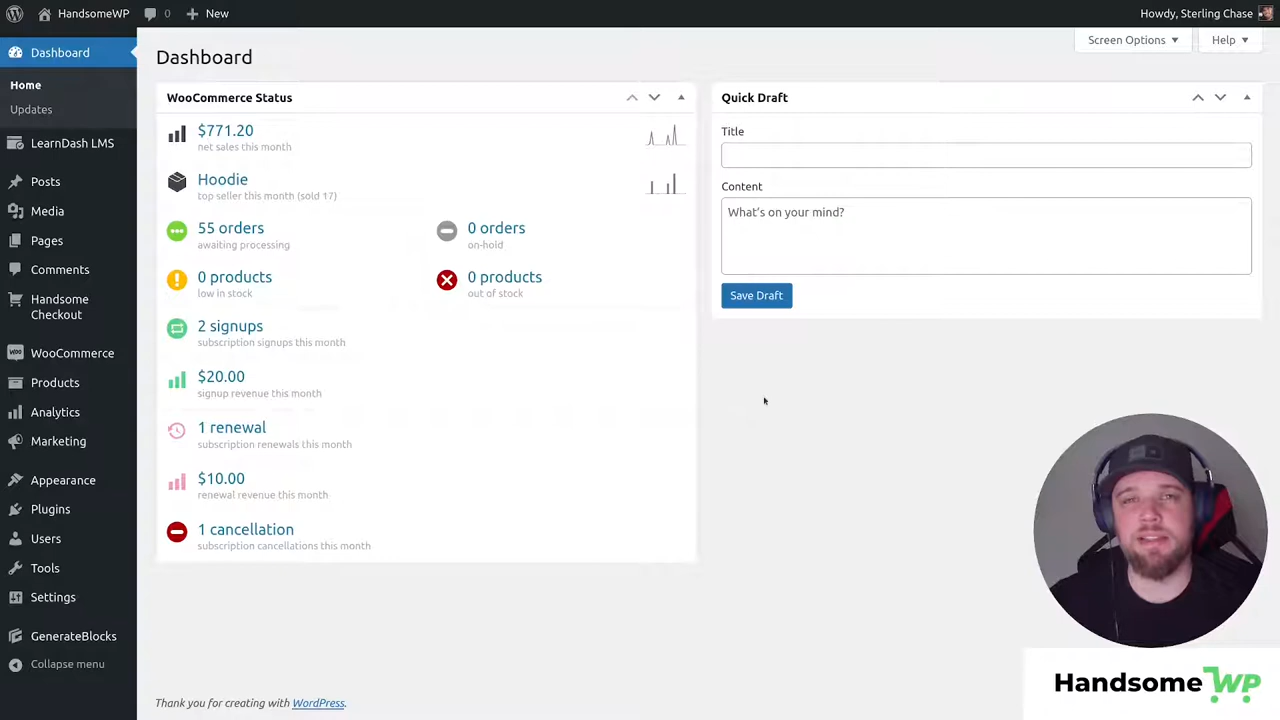 HandsomeWP
0
New
Howdy, Sterling Chase
Dashboard
Home
Updates
LearnDash LMS
Posts
Media
Pages
Comments
Handsome
Checkout
WooCommerce
Products
Analytics
Marketing
Appearance
Plugins
Users
Tools
Settings
GenerateBlocks
Collapse menu
Screen Options
Help
Dashboard
WooCommerce Status
$771.20
net sales this month
Hoodie
top seller this month (sold 17)
55 orders
awaiting processing
0 orders
on-hold
0 products
low in stock
0 products
out of stock
2 signups
subscription signups this month
$20.00
signup revenue this month
1 renewal
subscription renewals this month
$10.00
renewal revenue this month
1 cancellation
subscription cancellations this month
Quick Draft
Title
Content
What's on your mind?
Save Draft
Thank you for creating with WordPress.
HandsomeWP